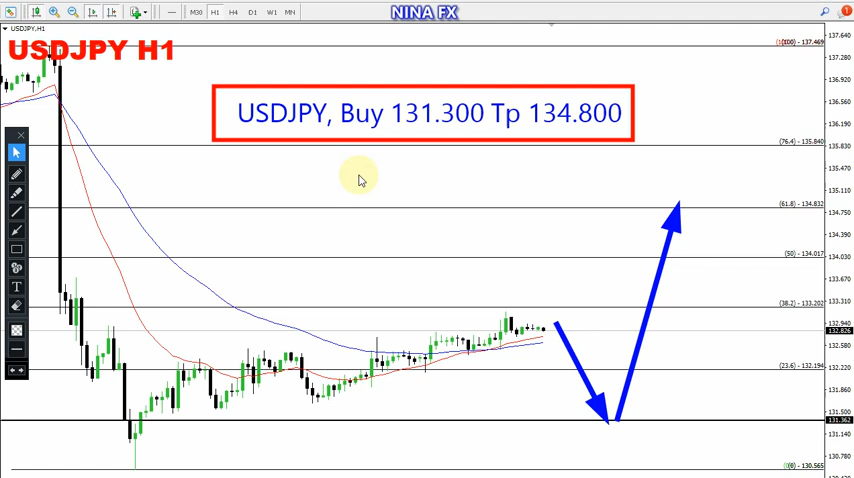 M30 H1 H4 D1 W1 MN
NINA FX
USDJPY,H1
USDJPY H1
USDJPY, Buy 131.300 Tp 134.800
(100) - 137.469
(76.4) - 135.840
(61.8) - 134.832
(50) - 134.017
(38.2) - 133.202
(23.6) - 132.194
(0) - 130.565
137.640
137.280
136.920
136.560
136.190
135.830
135.470
135.110
134.750
134.390
134.030
133.670
133.310
132.940
132.826
132.580
132.220
131.860
131.500
131.362
131.140
130.780
T